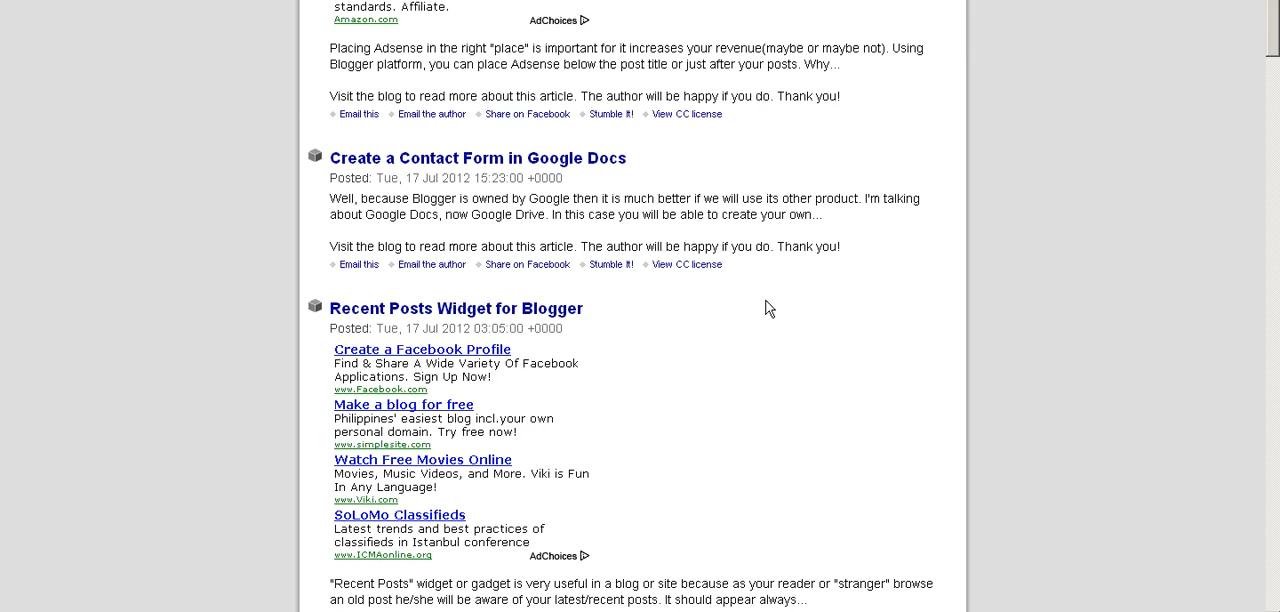 standards. Affiliate.
Amazon.com
AdChoices
Placing Adsense in the right "place" is important for it increases your revenue(maybe or maybe not). Using
Blogger platform, you can place Adsense below the post title or just after your posts. Why...
Visit the blog to read more about this article. The author will be happy if you do. Thank you!
Email this Email the author Share on Facebook Stumble It! View CC license
Create a Contact Form in Google Docs
Posted: Tue, 17 Jul 2012 15:23:00 +0000
Well, because Blogger is owned by Google then it is much better if we will use its other product. I'm talking
about Google Docs, now Google Drive. In this case you will be able to create your own...
Visit the blog to read more about this article. The author will be happy if you do. Thank you!
Email this Email the author Share on Facebook Stumble It! View CC license
Recent Posts Widget for Blogger
Posted: Tue, 17 Jul 2012 03:05:00 +0000
Create a Facebook Profile
Find & Share A Wide Variety Of Facebook
Applications. Sign Up Now!
www.Facebook.com
Make a blog for free
Philippines' easiest blog incl.your own
personal domain. Try free now!
www.simplesite.com
Watch Free Movies Online
Movies, Music Videos, and More. Viki is Fun
In Any Language!
www.Viki.com
SoLoMo Classifieds
Latest trends and best practices of
classifieds in Istanbul conference
www.ICMAonline.org
AdChoices
"Recent Posts" widget or gadget is very useful in a blog or site because as your reader or "stranger" browse
an old post he/she will be aware of your latest/recent posts. It should appear always...